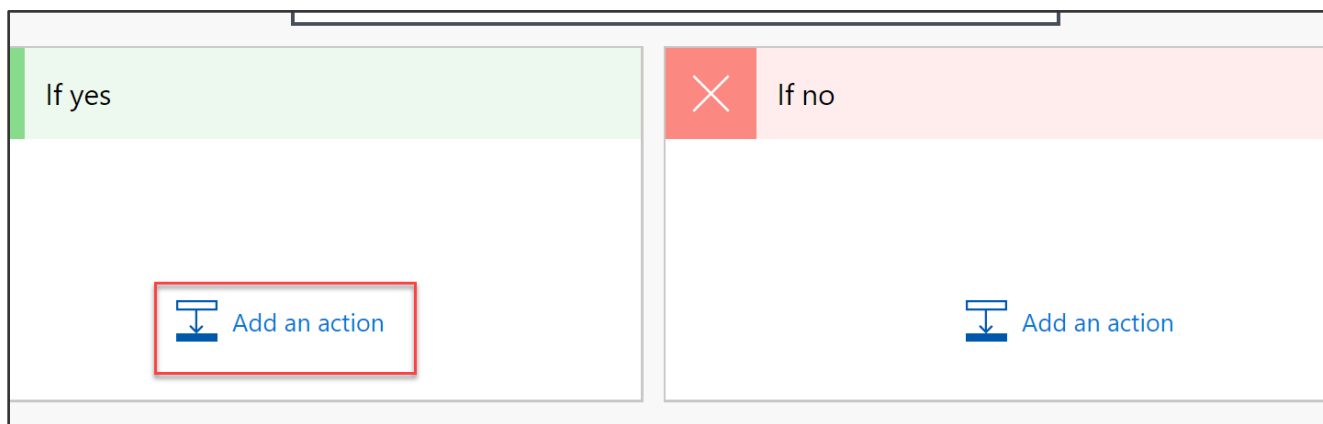 If yes
If no
Add an action
Add an action